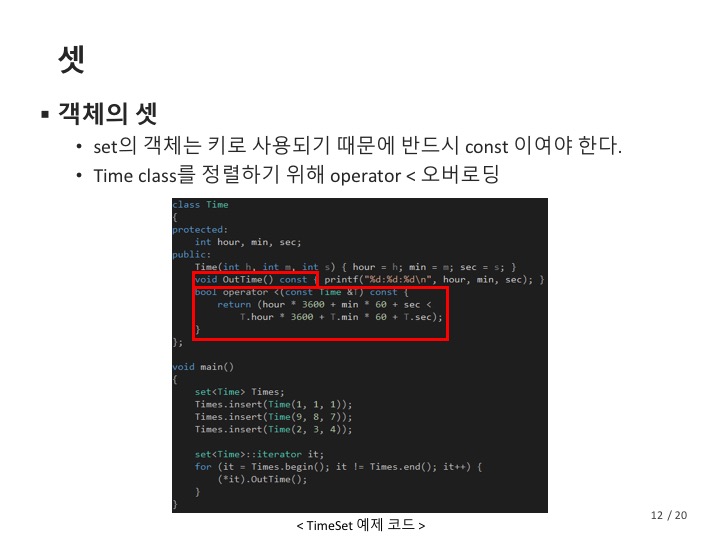 셋
▪ 객체의 셋
• set의 객체는 키로 사용되기 때문에 반드시 const 이여야 한다.
• Time class를 정렬하기 위해 operator < 오버로딩
class Time
{
protected:
    int hour, min, sec;
public:
    Time(int h, int m, int s) { hour = h; min = m; sec = s; }
    void OutTime() const { printf("%d:%d:%d\n", hour, min, sec); }
    bool operator <(const Time &T) const {
        return (hour * 3600 + min * 60 + sec <
            T.hour * 3600 + T.min * 60 + T.sec);
    }
};
void main()
{
    set<Time> Times;
    Times.insert(Time(1, 1, 1));
    Times.insert(Time(9, 8, 7));
    Times.insert(Time(2, 3, 4));
    set<Time>::iterator it;
    for (it = Times.begin(); it != Times.end(); it++) {
        (*it).OutTime();
    }
}
< TimeSet 예제 코드 >
12 / 20